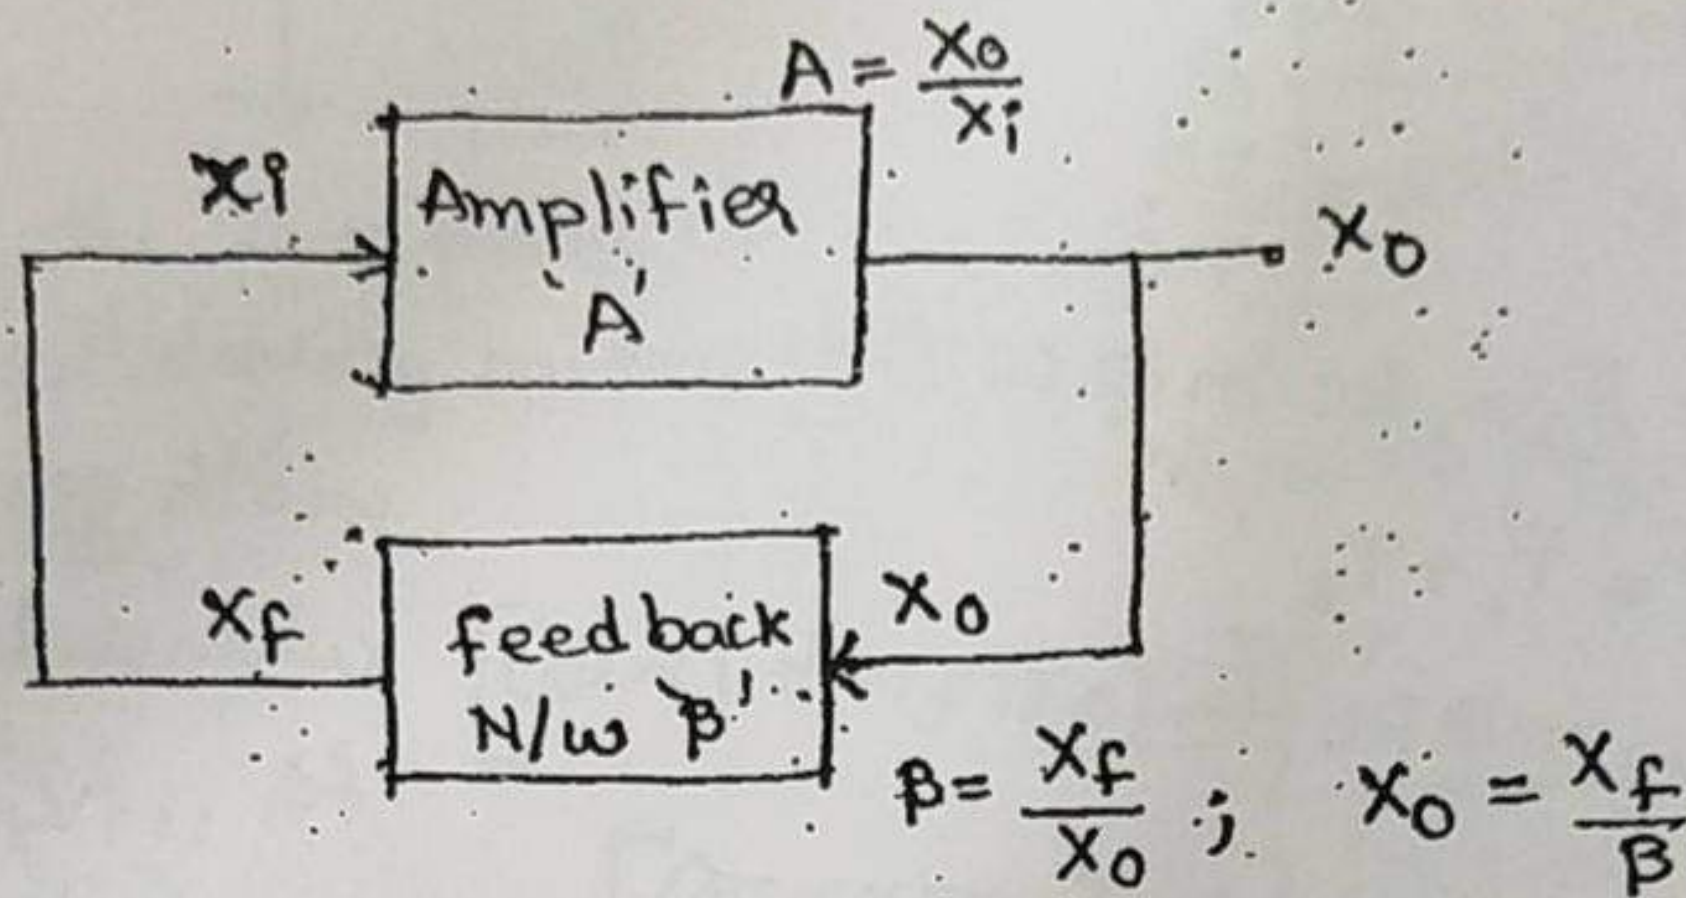 A = Xo/Xi
Xi
Amplifier
'A'
Xo
Xf
feedback
N/w 'β'
Xo
β = Xf/Xo ; Xo = Xf/β